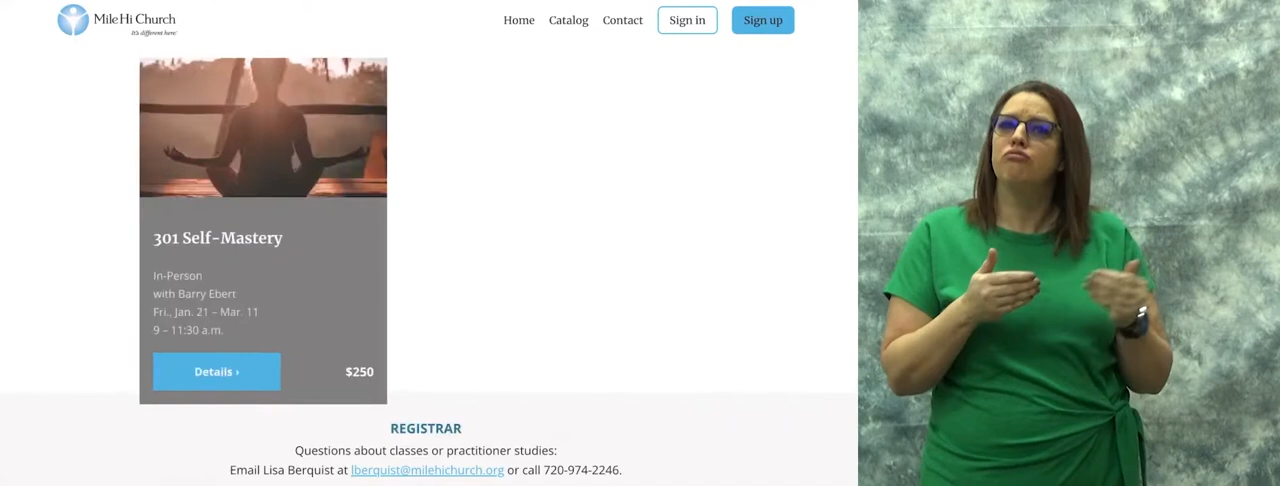 Mile Hi Church
It's different here!
Home Catalog Contact Sign in Sign up
301 Self-Mastery
In-Person
with Barry Ebert
Fri., Jan. 21 – Mar. 11
9 – 11:30 a.m.
Details › $250
REGISTRAR
Questions about classes or practitioner studies:
Email Lisa Berquist at lberquist@milehichurch.org or call 720-974-2246.